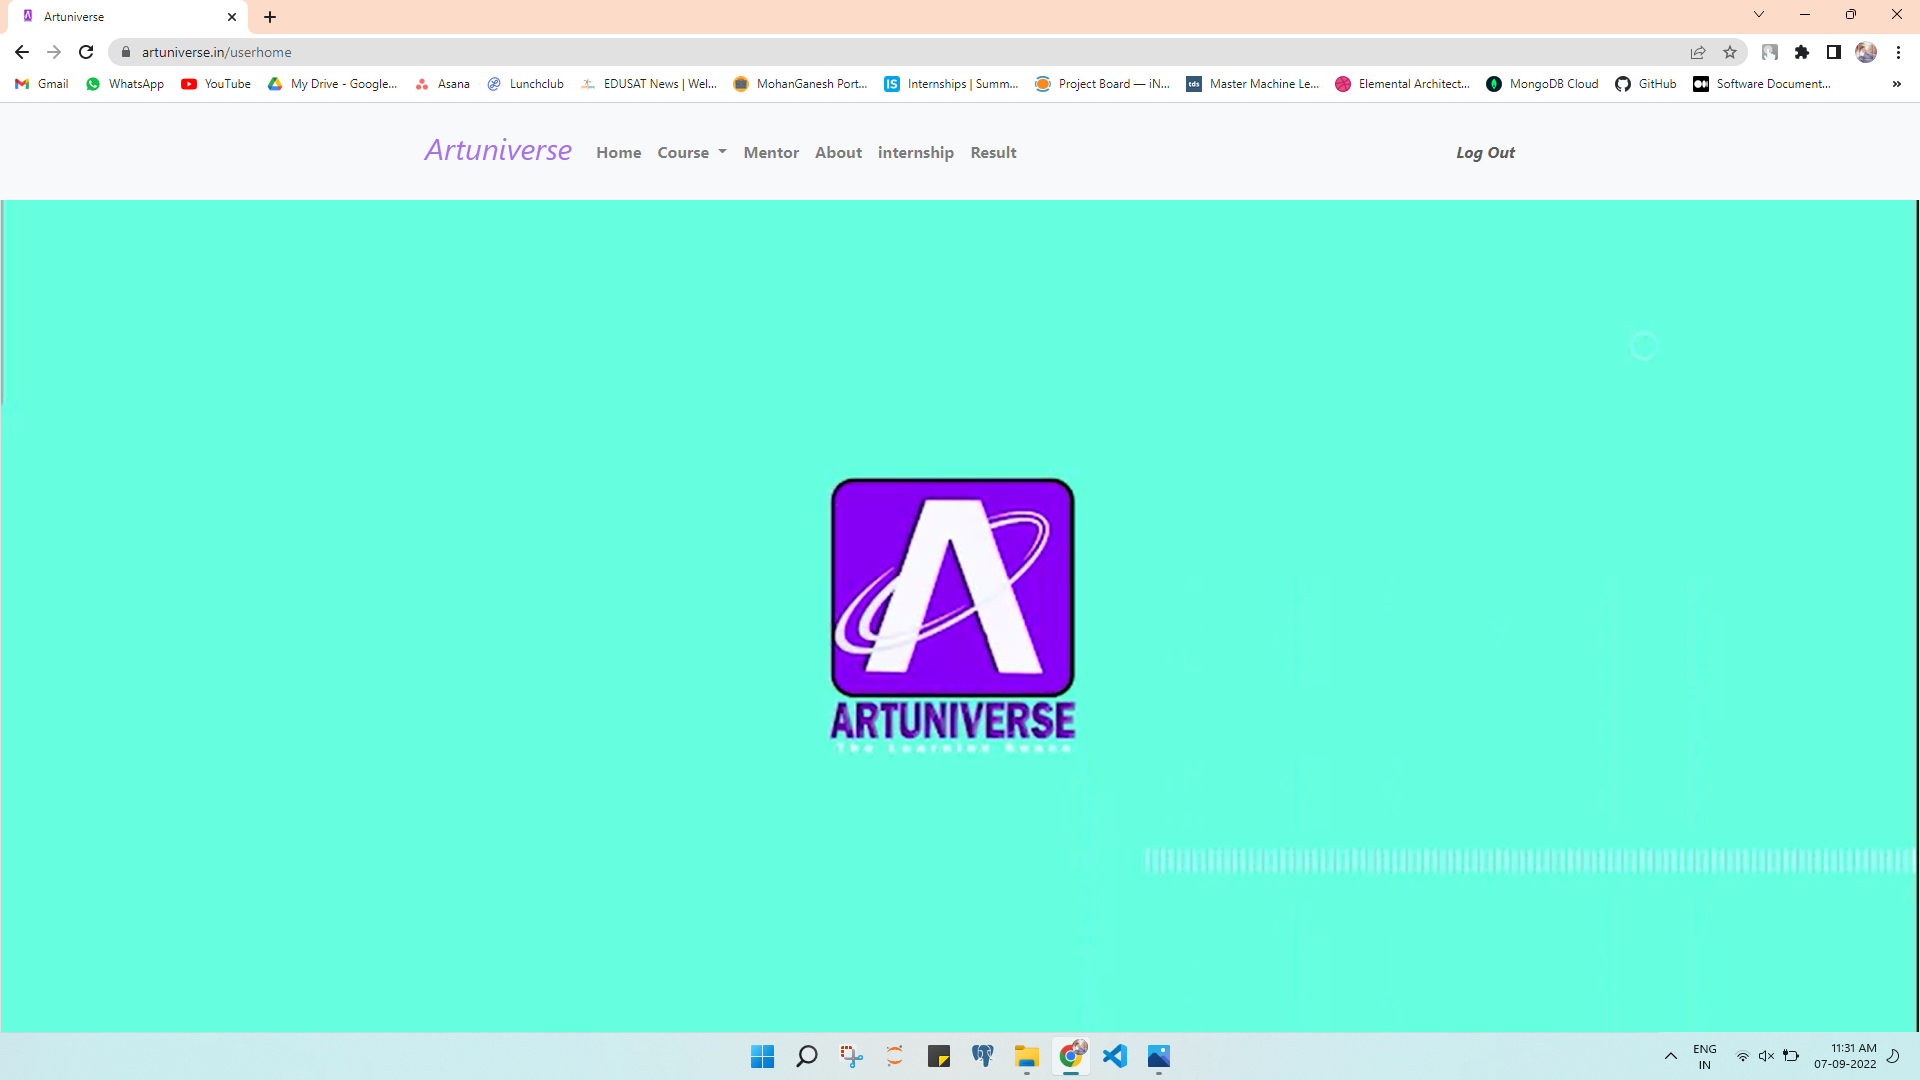 Artuniverse
artuniverse.in/userhome
Gmail WhatsApp YouTube My Drive - Google... Asana Lunchclub EDUSAT News | Wel... MohanGanesh Port... Internships | Summ... Project Board — iN... Master Machine Le... Elemental Architect... MongoDB Cloud GitHub Software Document... »
Artuniverse Home Course Mentor About internship Result Log Out
A
ARTUNIVERSE
The Learning Space
ENG 11:31 AM
IN 07-09-2022